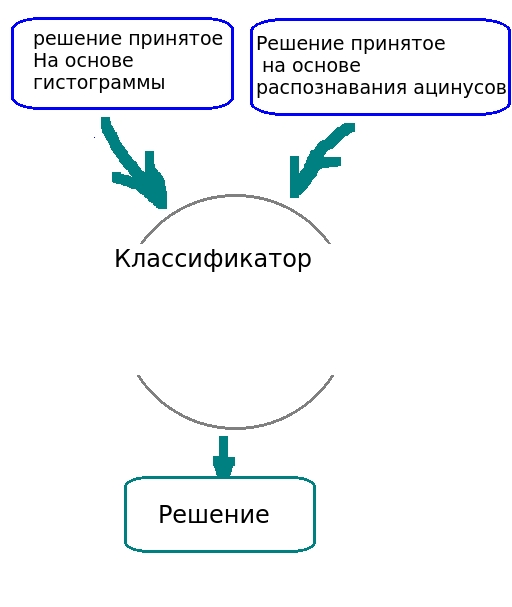 решение принятое
На основе
гистограммы
Решение принятое
на основе
распознавания ацинусов
Классификатор
Решение